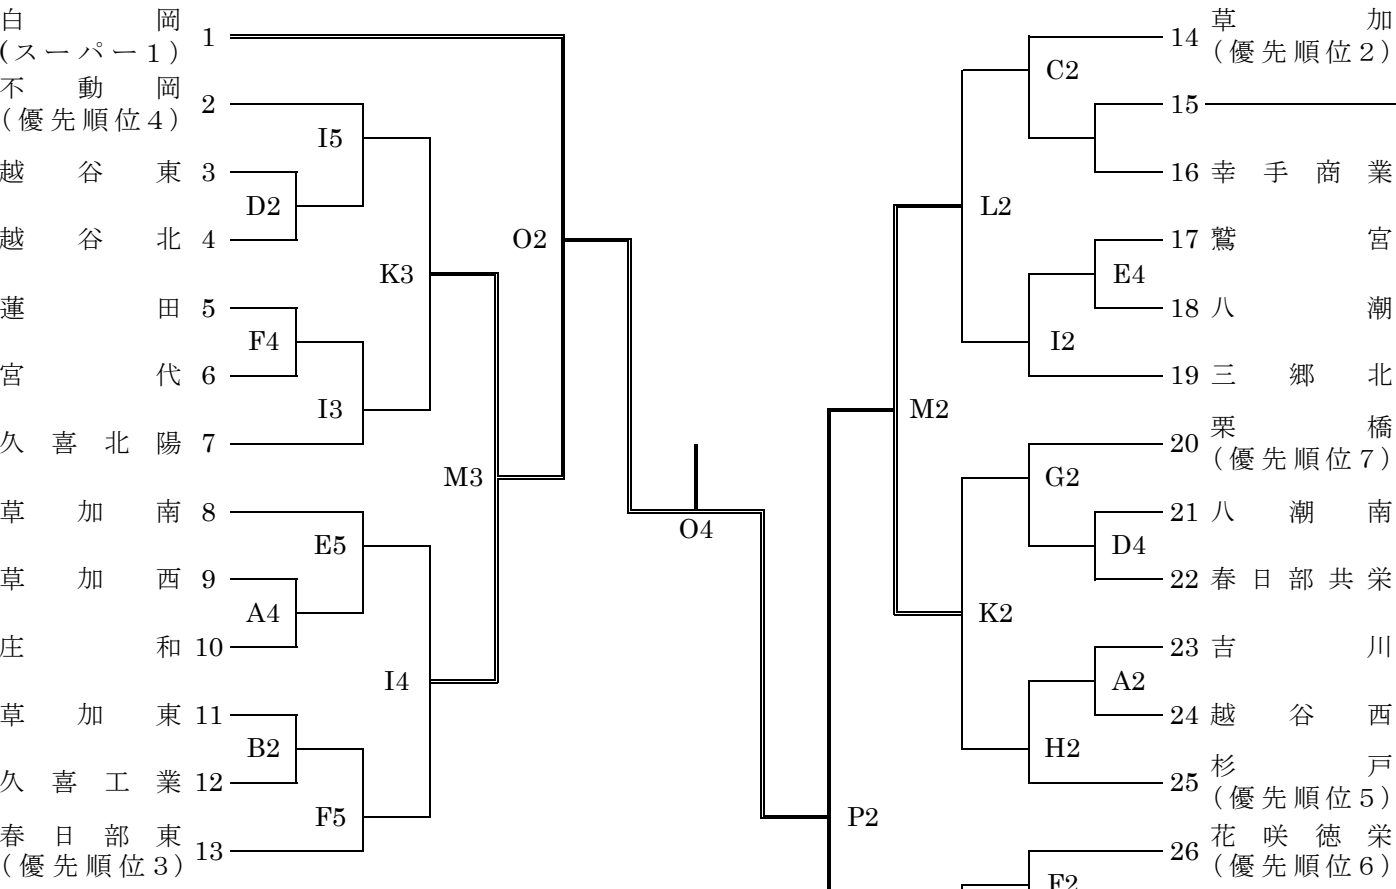 白岡
(スーパー1) 1
不動岡
(優先順位4) 2
越谷東 3
越谷北 4
蓮田 5
宮代 6
久喜北陽 7
草加南 8
草加西 9
庄和 10
草加東 11
久喜工業 12
春日部東
(優先順位3) 13
I5
D2
K3
F4
I3
O2
M3
E5
A4
I4
B2
F5
O4
P2
C2
L2
E4
I2
M2
G2
D4
K2
A2
H2
F2
14 草加
(優先順位2)
15
16 幸手商業
17 鷲宮
18 八潮
19 三郷北
20 栗橋
(優先順位7)
21 八潮南
22 春日部共栄
23 吉川
24 越谷西
25 杉戸
(優先順位5)
26 花咲徳栄
(優先順位6)